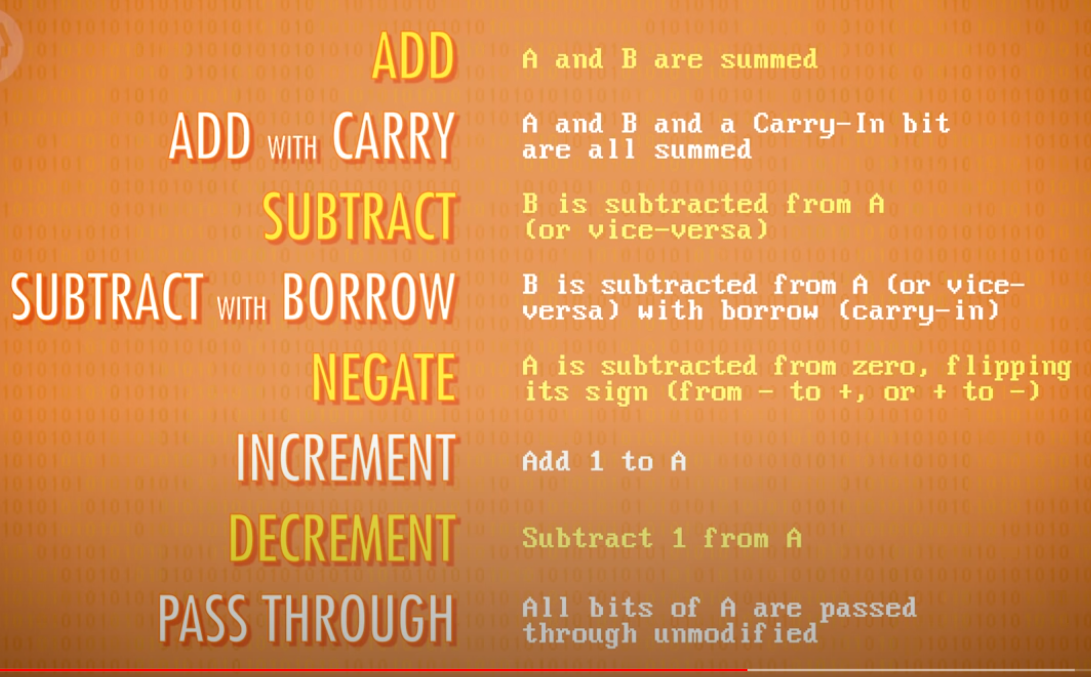 ADD
A and B are summed
ADD WITH CARRY
A and B and a Carry-In bit
are all summed
SUBTRACT
B is subtracted from A
(or vice-versa)
SUBTRACT WITH BORROW
B is subtracted from A (or vice-
versa) with borrow (carry-in)
NEGATE
A is subtracted from zero, flipping
its sign (from - to +, or + to -)
INCREMENT
Add 1 to A
DECREMENT
Subtract 1 from A
PASS THROUGH
All bits of A are passed
through unmodified